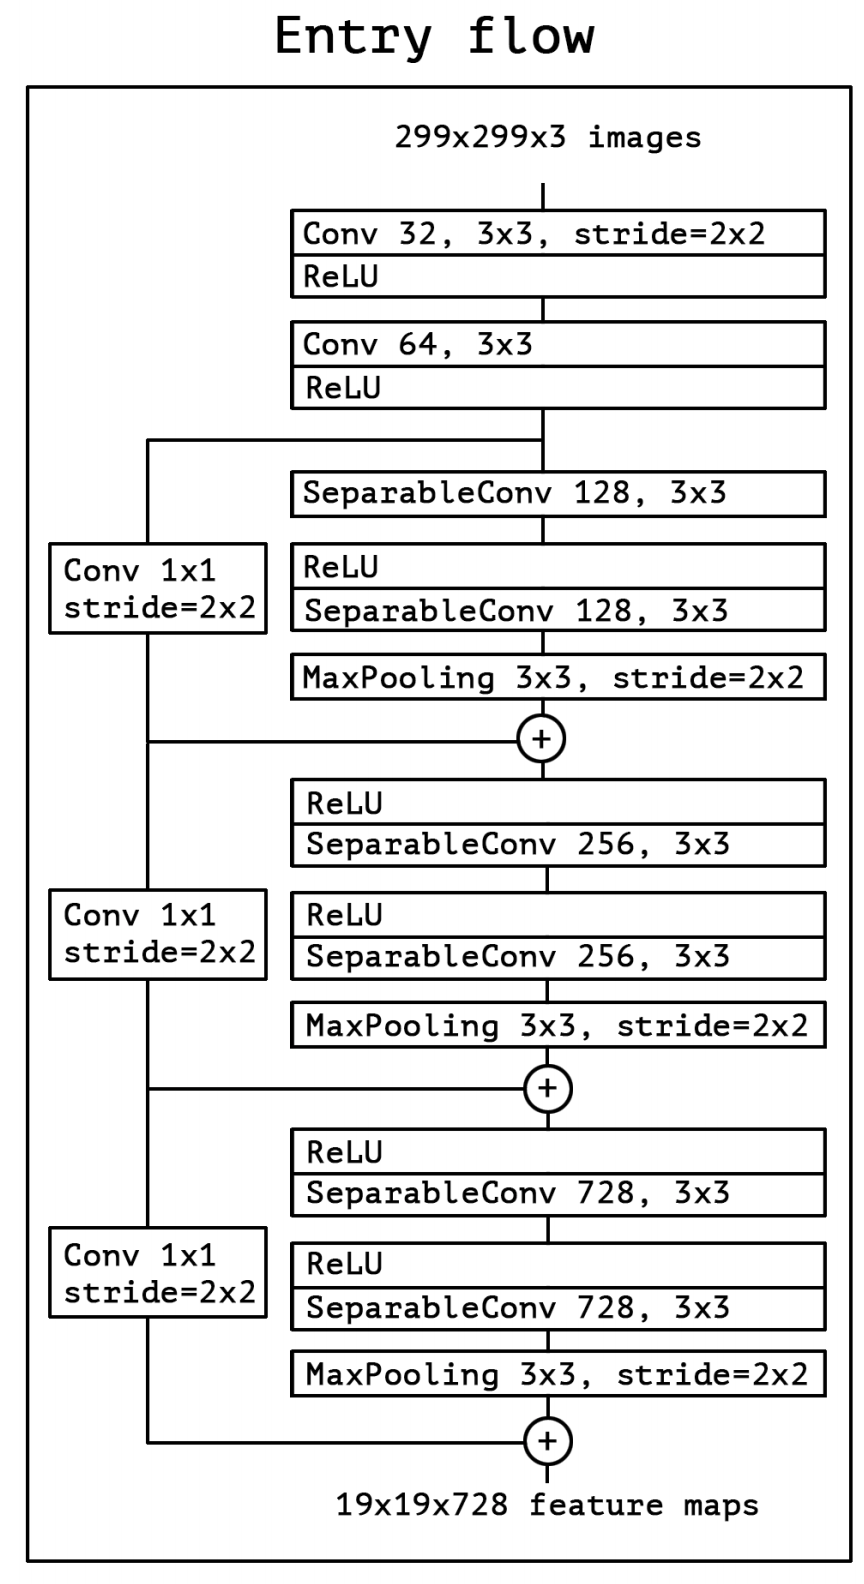 Entry flow
299x299x3 images
Conv 32, 3x3, stride=2x2
ReLU
Conv 64, 3x3
ReLU
SeparableConv 128, 3x3
Conv 1x1
stride=2x2
ReLU
SeparableConv 128, 3x3
MaxPooling 3x3, stride=2x2
+
ReLU
SeparableConv 256, 3x3
Conv 1x1
stride=2x2
ReLU
SeparableConv 256, 3x3
MaxPooling 3x3, stride=2x2
+
ReLU
SeparableConv 728, 3x3
Conv 1x1
stride=2x2
ReLU
SeparableConv 728, 3x3
MaxPooling 3x3, stride=2x2
+
19x19x728 feature maps